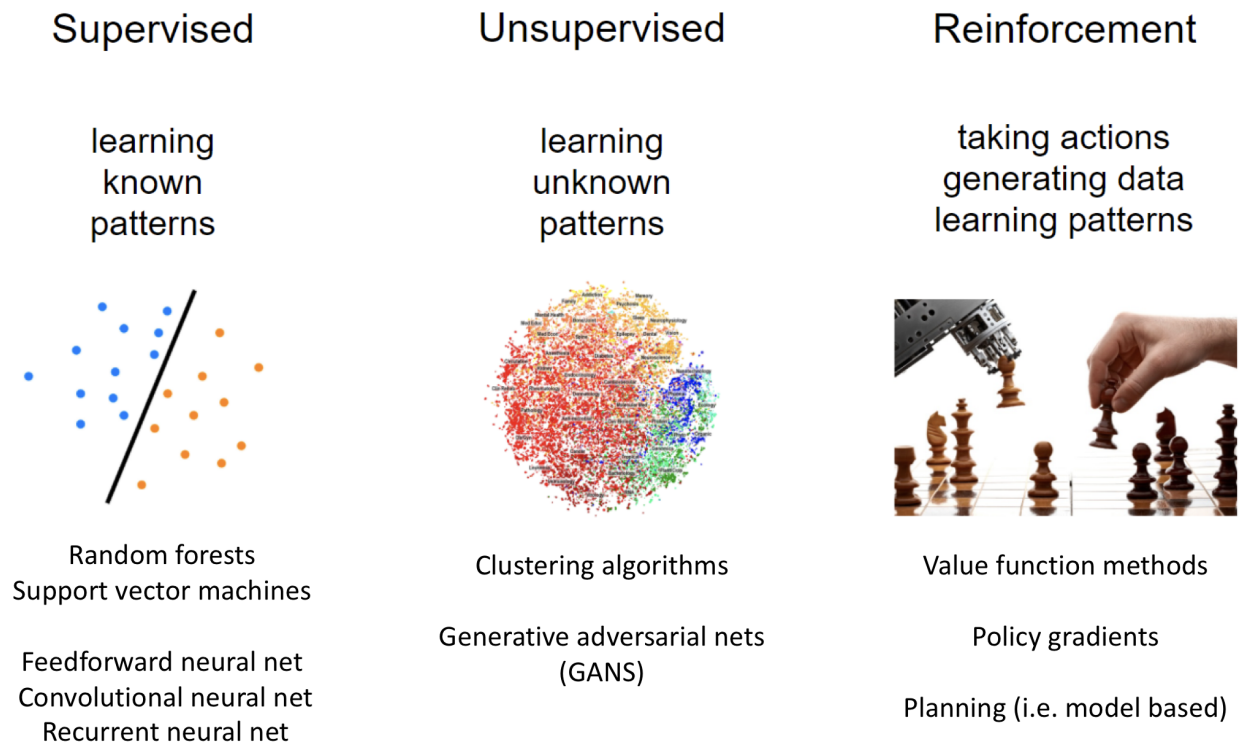 Supervised
learning
known
patterns
Random forests
Support vector machines
Feedforward neural net
Convolutional neural net
Recurrent neural net
Unsupervised
learning
unknown
patterns
Clustering algorithms
Generative adversarial nets
(GANS)
Reinforcement
taking actions
generating data
learning patterns
Value function methods
Policy gradients
Planning (i.e. model based)